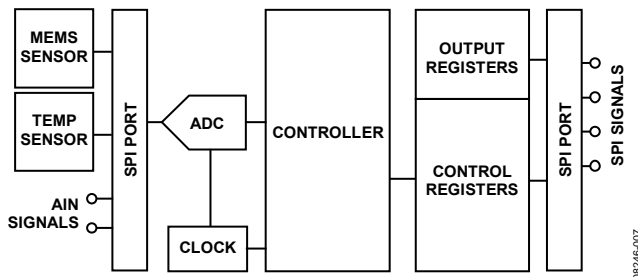 MEMS
SENSOR
TEMP
SENSOR
AIN
SIGNALS
SPI PORT
ADC
CLOCK
CONTROLLER
OUTPUT
REGISTERS
CONTROL
REGISTERS
SPI PORT
SPI SIGNALS
08246-007